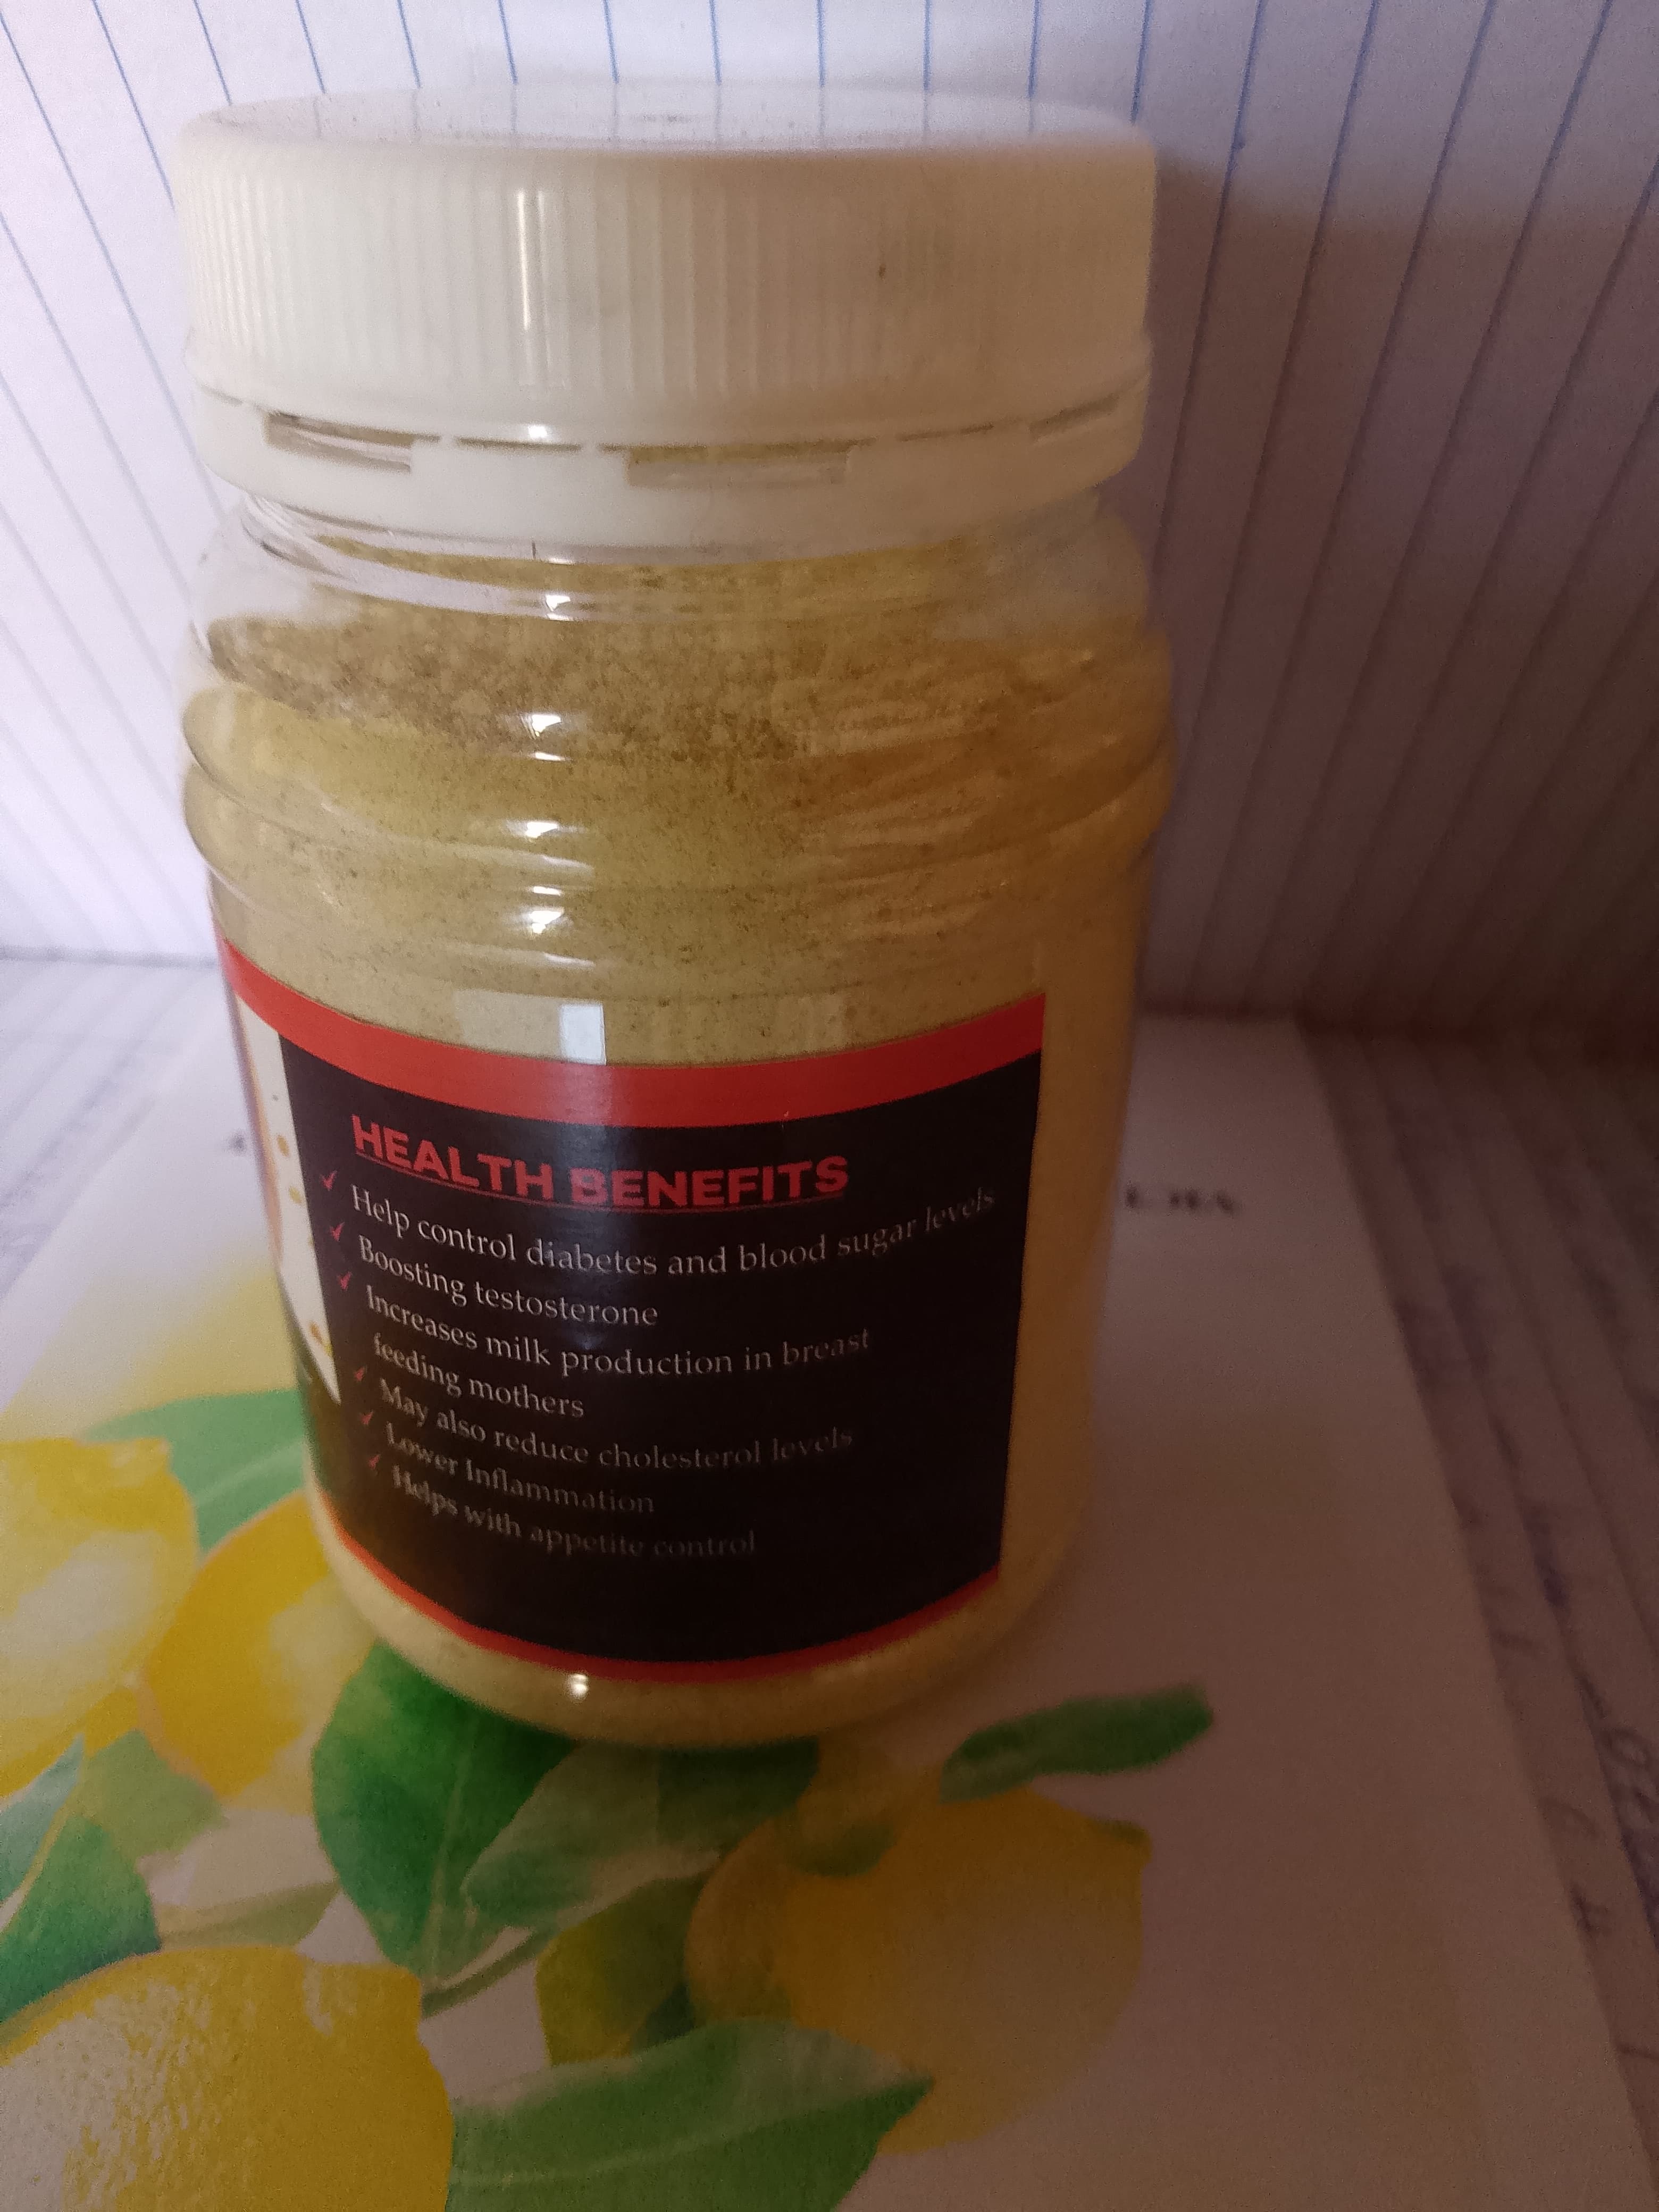 HEALTH BENEFITS
✓ Help control diabetes and blood sugar levels
✓ Boosting testosterone
✓ Increases milk production in breast
feeding mothers
✓ May also reduce cholesterol levels
✓ Lower Inflammation
✓ Helps with appetite control